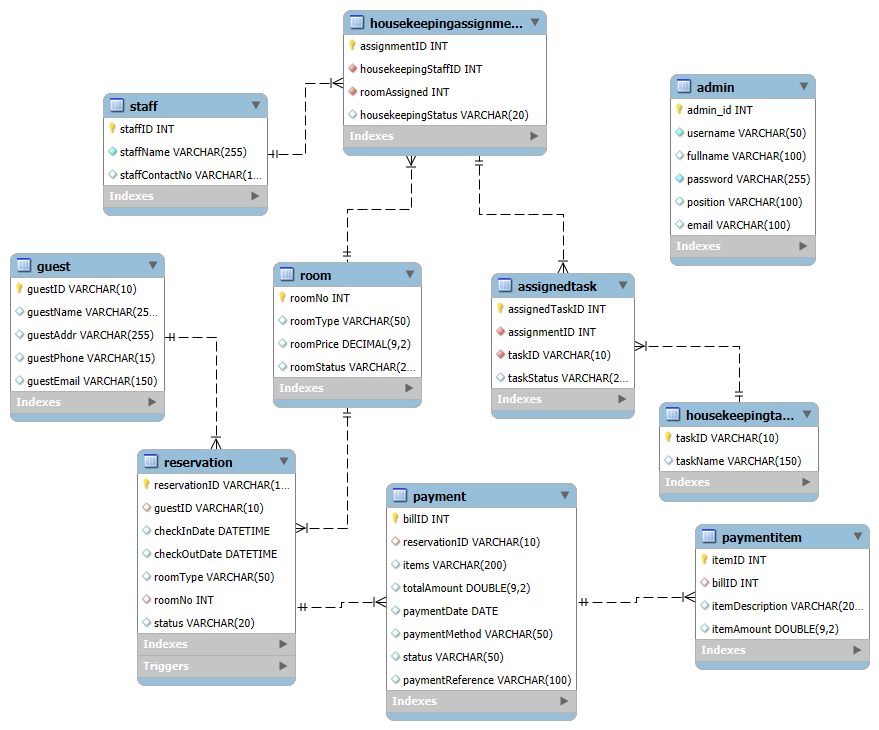 housekeepingassignme...
assignmentID INT
housekeepingStaffID INT
roomAssigned INT
housekeepingStatus VARCHAR(20)
Indexes
staff
staffID INT
staffName VARCHAR(255)
staffContactNo VARCHAR(1...
Indexes
admin
admin_id INT
username VARCHAR(50)
fullname VARCHAR(100)
password VARCHAR(255)
position VARCHAR(100)
email VARCHAR(100)
Indexes
guest
guestID VARCHAR(10)
guestName VARCHAR(25...
guestAddr VARCHAR(255)
guestPhone VARCHAR(15)
guestEmail VARCHAR(150)
Indexes
room
roomNo INT
roomType VARCHAR(50)
roomPrice DECIMAL(9,2)
roomStatus VARCHAR(2...
Indexes
assignedtask
assignedTaskID INT
assignmentID INT
taskID VARCHAR(10)
taskStatus VARCHAR(2...
Indexes
housekeepingta...
taskID VARCHAR(10)
taskName VARCHAR(150)
Indexes
reservation
reservationID VARCHAR(1...
guestID VARCHAR(10)
checkInDate DATETIME
checkOutDate DATETIME
roomType VARCHAR(50)
roomNo INT
status VARCHAR(20)
Indexes
Triggers
payment
billID INT
reservationID VARCHAR(10)
items VARCHAR(200)
totalAmount DOUBLE(9,2)
paymentDate DATE
paymentMethod VARCHAR(50)
status VARCHAR(50)
paymentReference VARCHAR(100)
Indexes
paymentitem
itemID INT
billID INT
itemDescription VARCHAR(20...
itemAmount DOUBLE(9,2)
Indexes